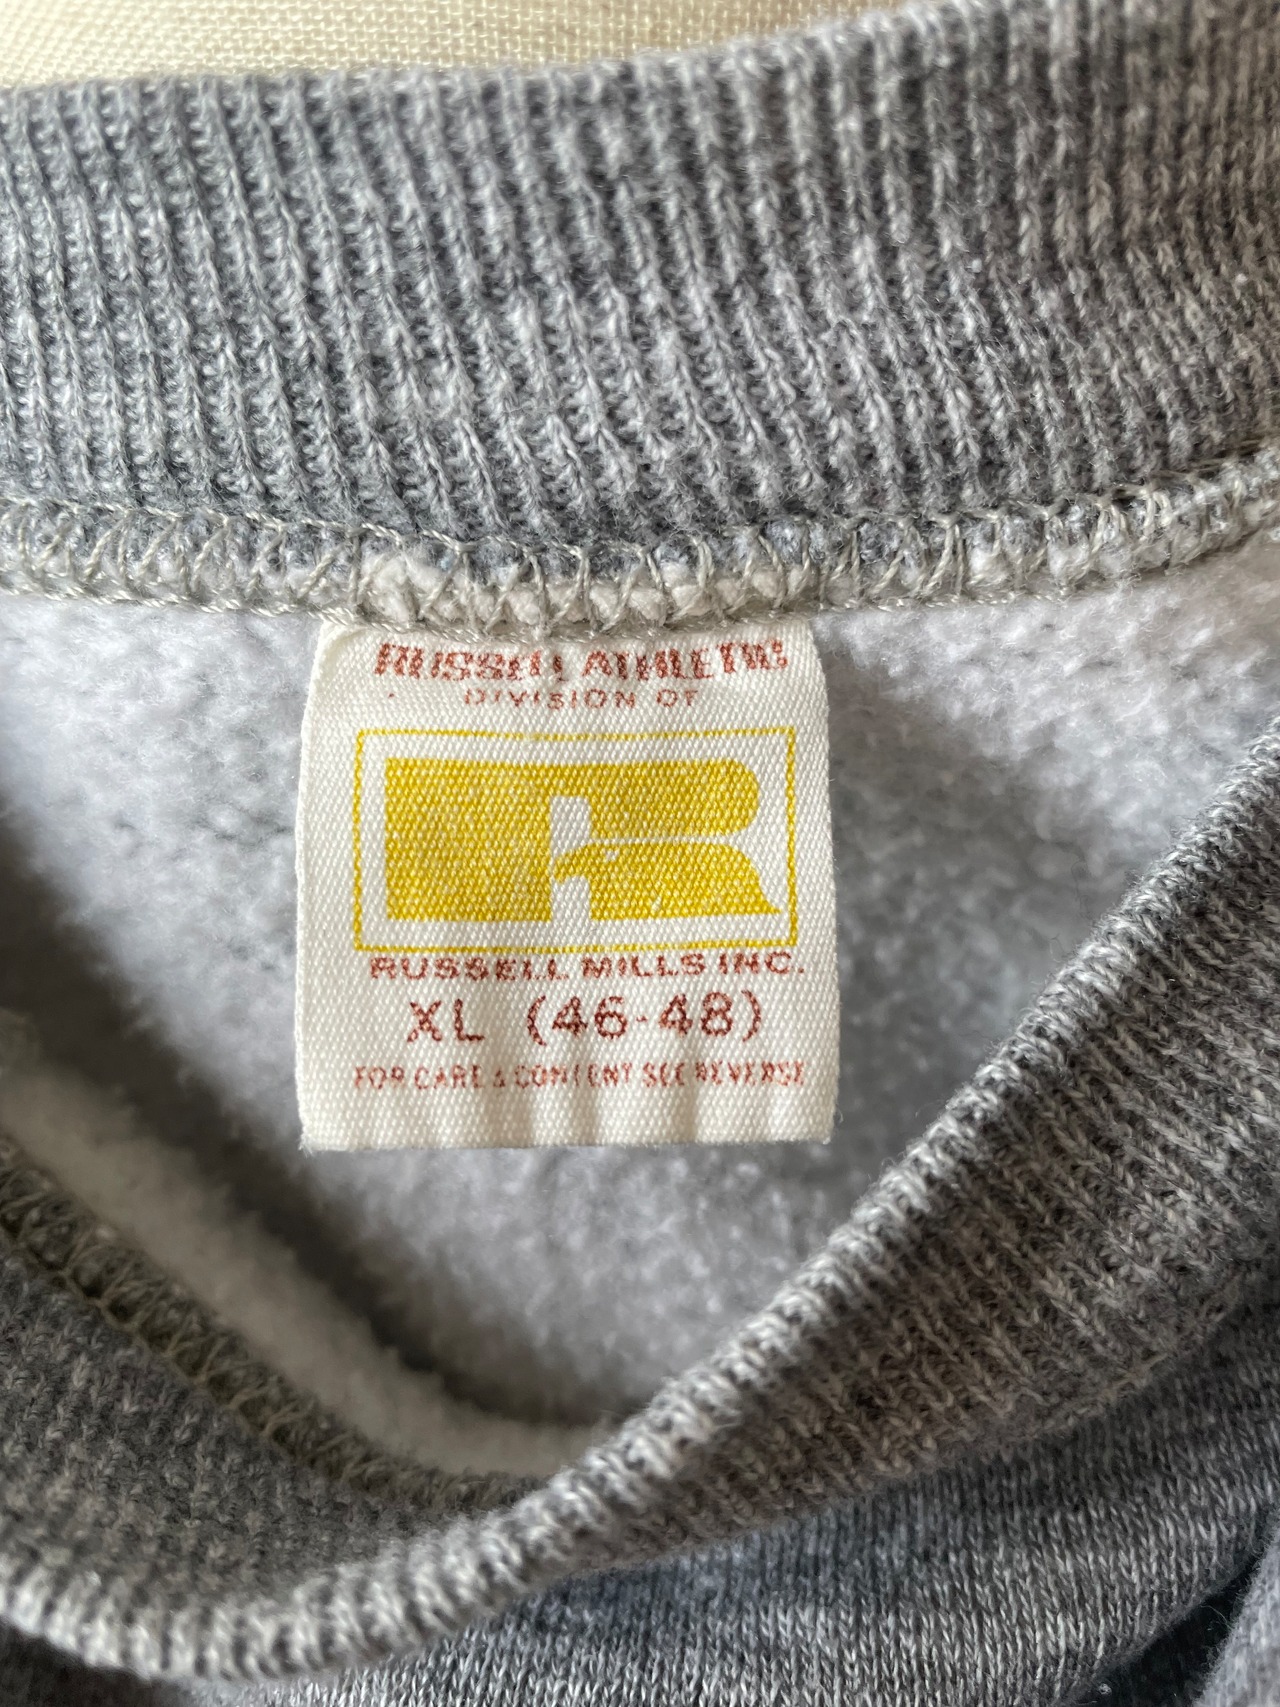 RUSSELL ATHLETIC
DIVISION OF
R
RUSSELL MILLS INC.
XL (46-48)
FOR CARE & CONTENT SEE REVERSE